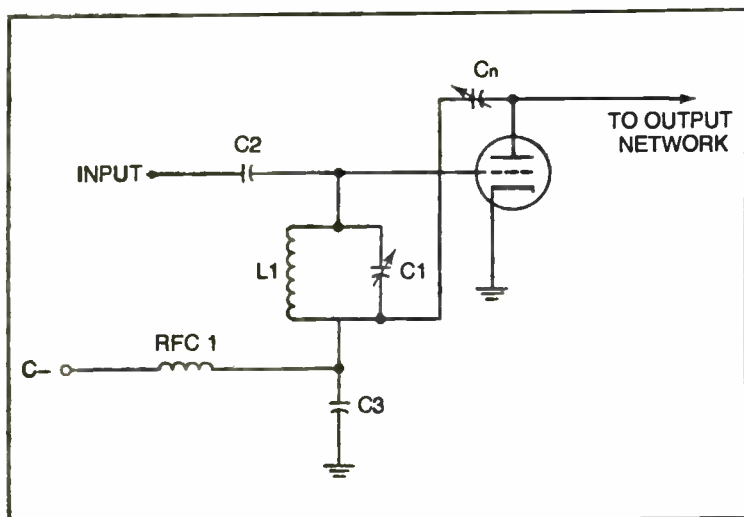 Cn
TO OUTPUT
NETWORK
C2
INPUT
L1
C1
RFC 1
C–
C3